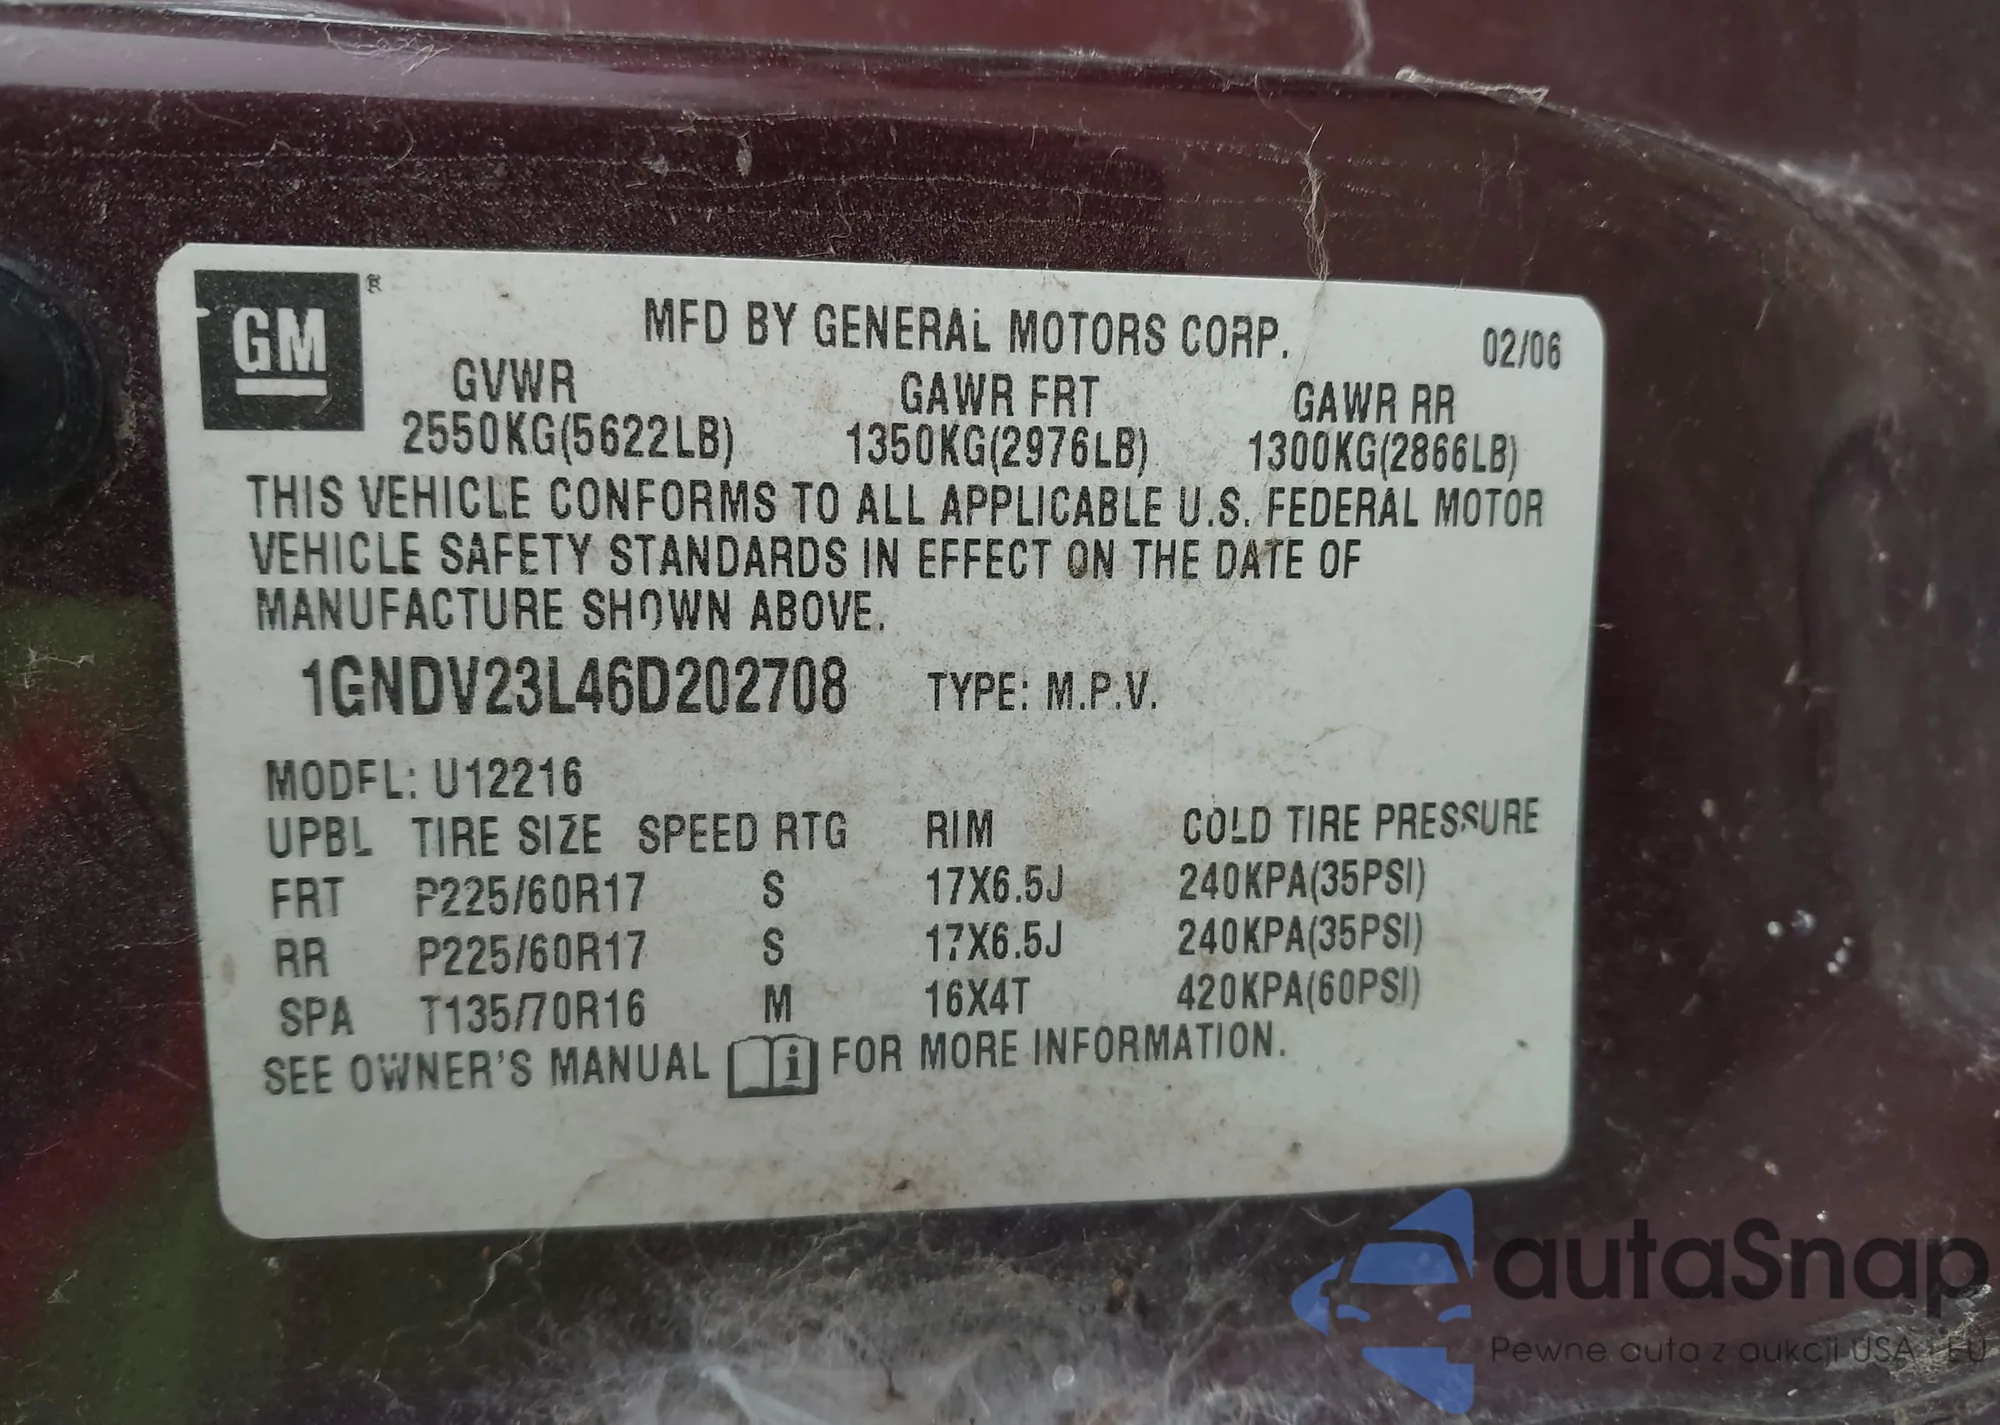 GM ®
MFD BY GENERAL MOTORS CORP. 02/06
GVWR GAWR FRT GAWR RR
2550KG(5622LB) 1350KG(2976LB) 1300KG(2866LB)
THIS VEHICLE CONFORMS TO ALL APPLICABLE U.S. FEDERAL MOTOR
VEHICLE SAFETY STANDARDS IN EFFECT ON THE DATE OF
MANUFACTURE SHOWN ABOVE.
1GNDV23L46D202708 TYPE: M.P.V.
MODEL: U12216
UPBL TIRE SIZE SPEED RTG RIM COLD TIRE PRESSURE
FRT P225/60R17 S 17X6.5J 240KPA(35PSI)
RR P225/60R17 S 17X6.5J 240KPA(35PSI)
SPA T135/70R16 M 16X4T 420KPA(60PSI)
SEE OWNER'S MANUAL i FOR MORE INFORMATION.
autaSnap
Pewne auta z aukcji USA i EU